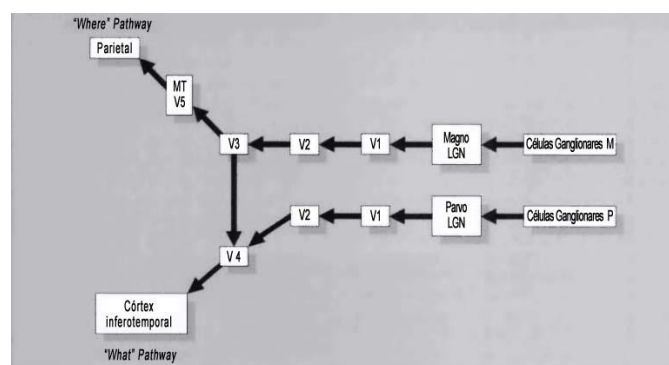 "Where" Pathway
Parietal
MT
V5
V3
V2
V1
Magno
LGN
Células Ganglionares M
V2
V1
Parvo
LGN
Células Ganglionares P
V 4
Córtex
inferotemporal
"What" Pathway